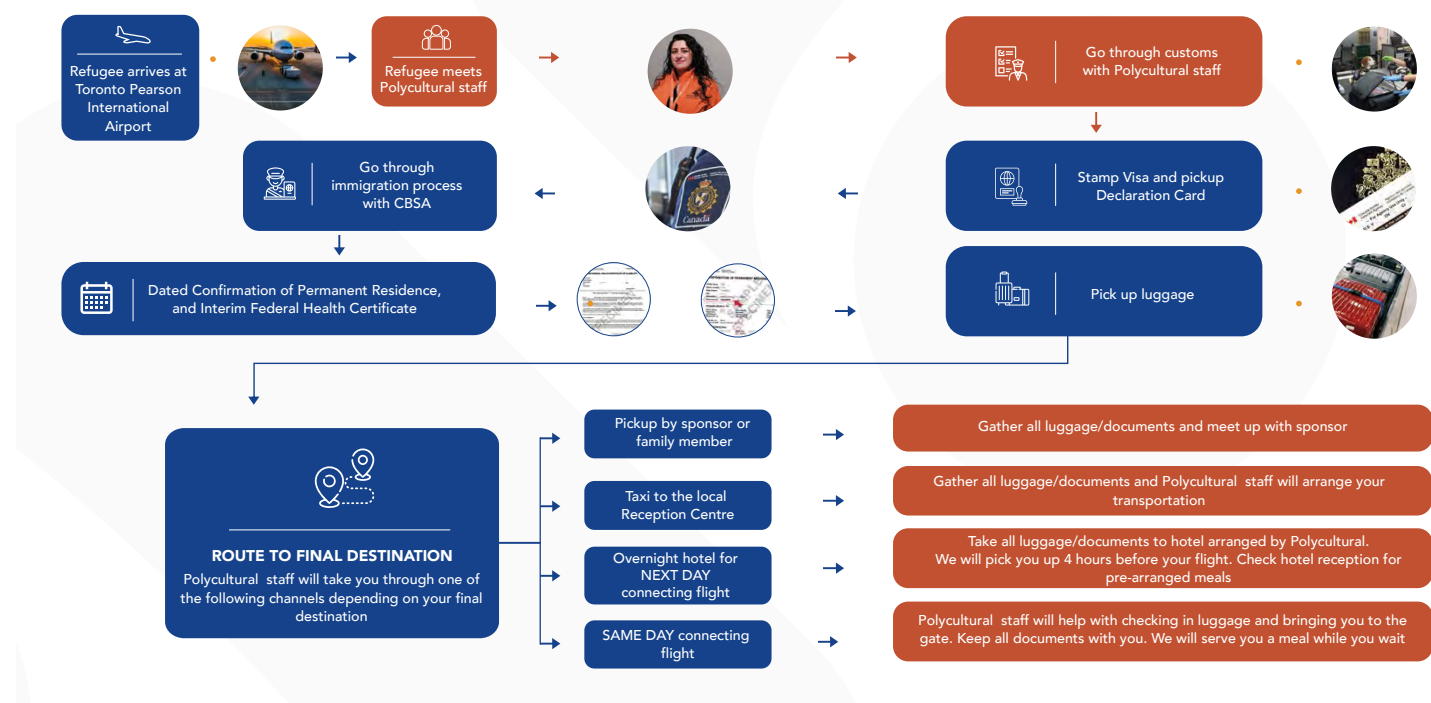 Refugee arrives at
Toronto Pearson
International
Airport
Refugee meets
Polycultural staff
Go through customs
with Polycultural staff
Go through
immigration process
with CBSA
Canada
Stamp Visa and pickup
Declaration Card
Dated Confirmation of Permanent Residence,
and Interim Federal Health Certificate
Pick up luggage
ROUTE TO FINAL DESTINATION
Polycultural staff will take you through one of
the following channels depending on your final
destination
Pickup by sponsor or
family member
Gather all luggage/documents and meet up with sponsor
Taxi to the local
Reception Centre
Gather all luggage/documents and Polycultural staff will arrange your
transportation
Overnight hotel for
NEXT DAY
connecting flight
Take all luggage/documents to hotel arranged by Polycultural.
We will pick you up 4 hours before your flight. Check hotel reception for
pre-arranged meals
SAME DAY connecting
flight
Polycultural staff will help with checking in luggage and bringing you to the
gate. Keep all documents with you. We will serve you a meal while you wait